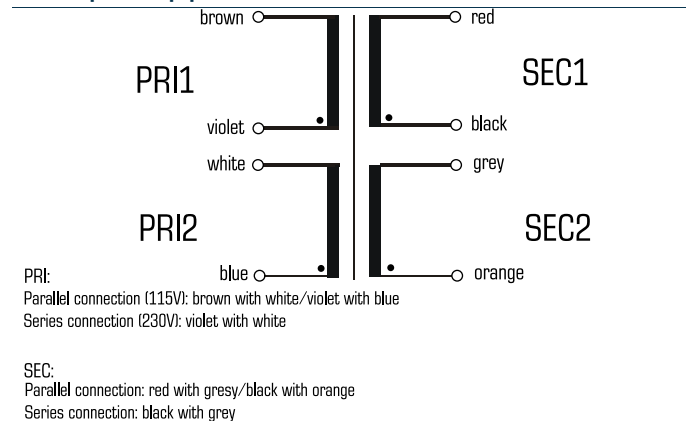 brown
red
PRI1
SEC1
violet
black
white
grey
PRI2
SEC2
blue
orange
PRI:
Parallel connection (115V): brown with white/violet with blue
Series connection (230V): violet with white
SEC:
Parallel connection: red with gresy/black with orange
Series connection: black with grey